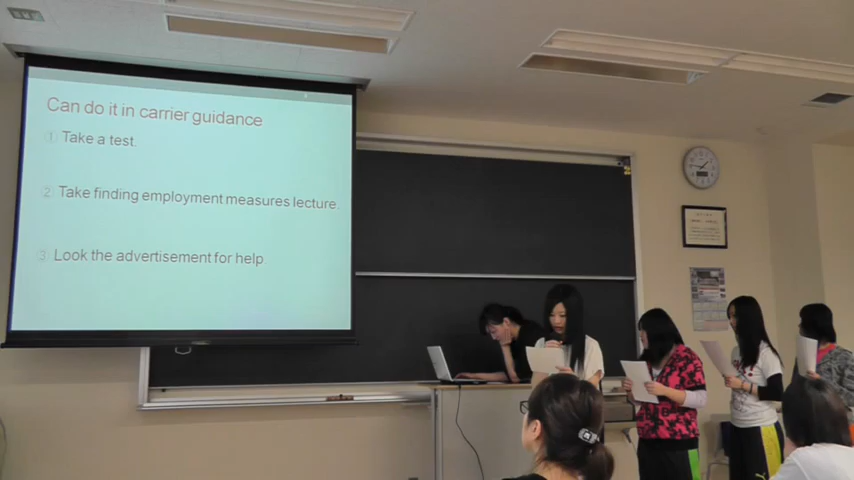 Can do it in carrier guidance
① Take a test.
② Take finding employment measures lecture.
③ Look the advertisement for help